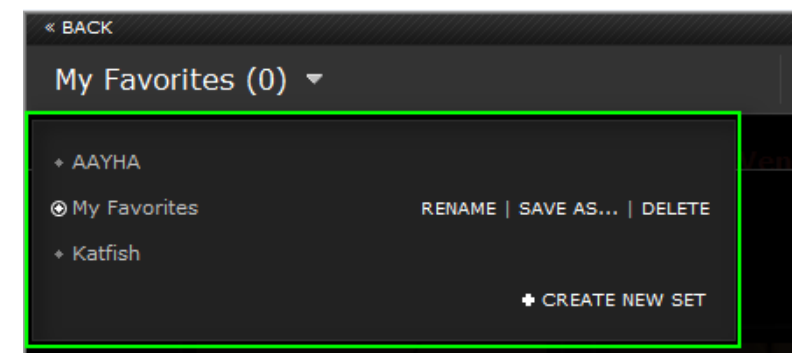 « BACK
My Favorites (0)
AAYHA
My Favorites RENAME | SAVE AS... | DELETE
Katfish
CREATE NEW SET